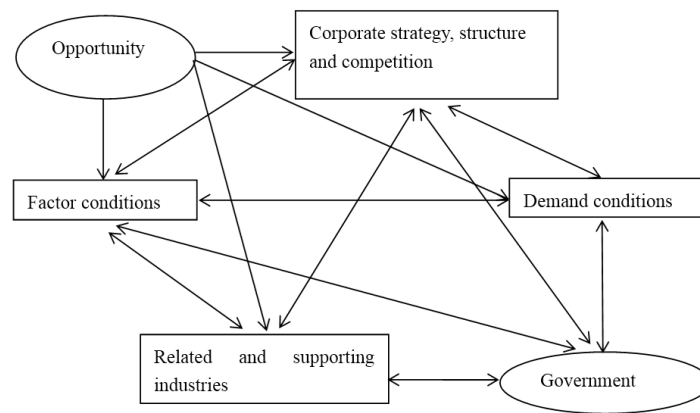 Opportunity
Corporate strategy, structure
and competition
Factor conditions
Demand conditions
Related and supporting
industries
Government